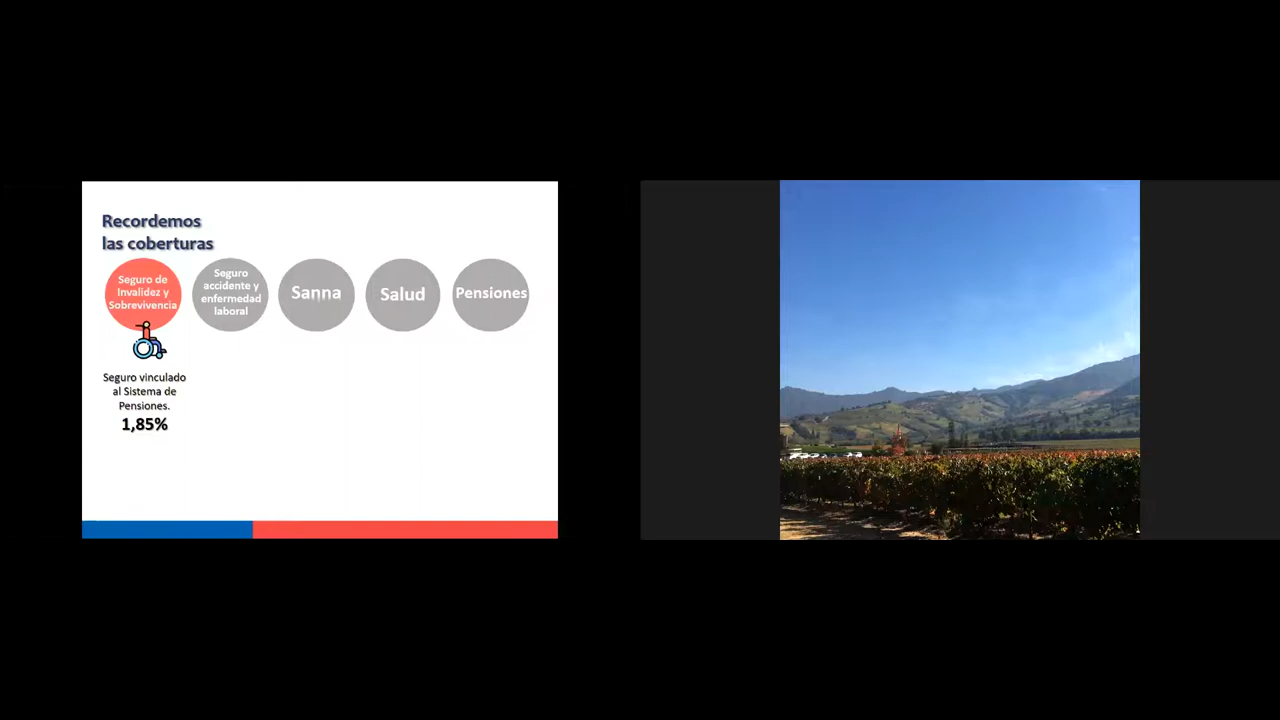 Recordemos
las coberturas
Seguro de
Invalidez y
Sobrevivencia
Seguro
accidente y
enfermedad
laboral
Sanna
Salud
Pensiones
Seguro vinculado
al Sistema de
Pensiones.
1,85%